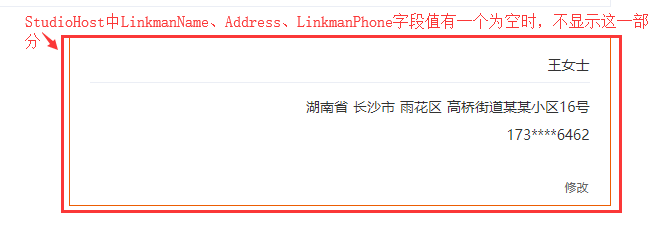 StudioHost中LinkmanName、Address、LinkmanPhone字段值有一个为空时，不显示这一部
分
王女士
湖南省 长沙市 雨花区 高桥街道某某小区16号
173****6462
修改